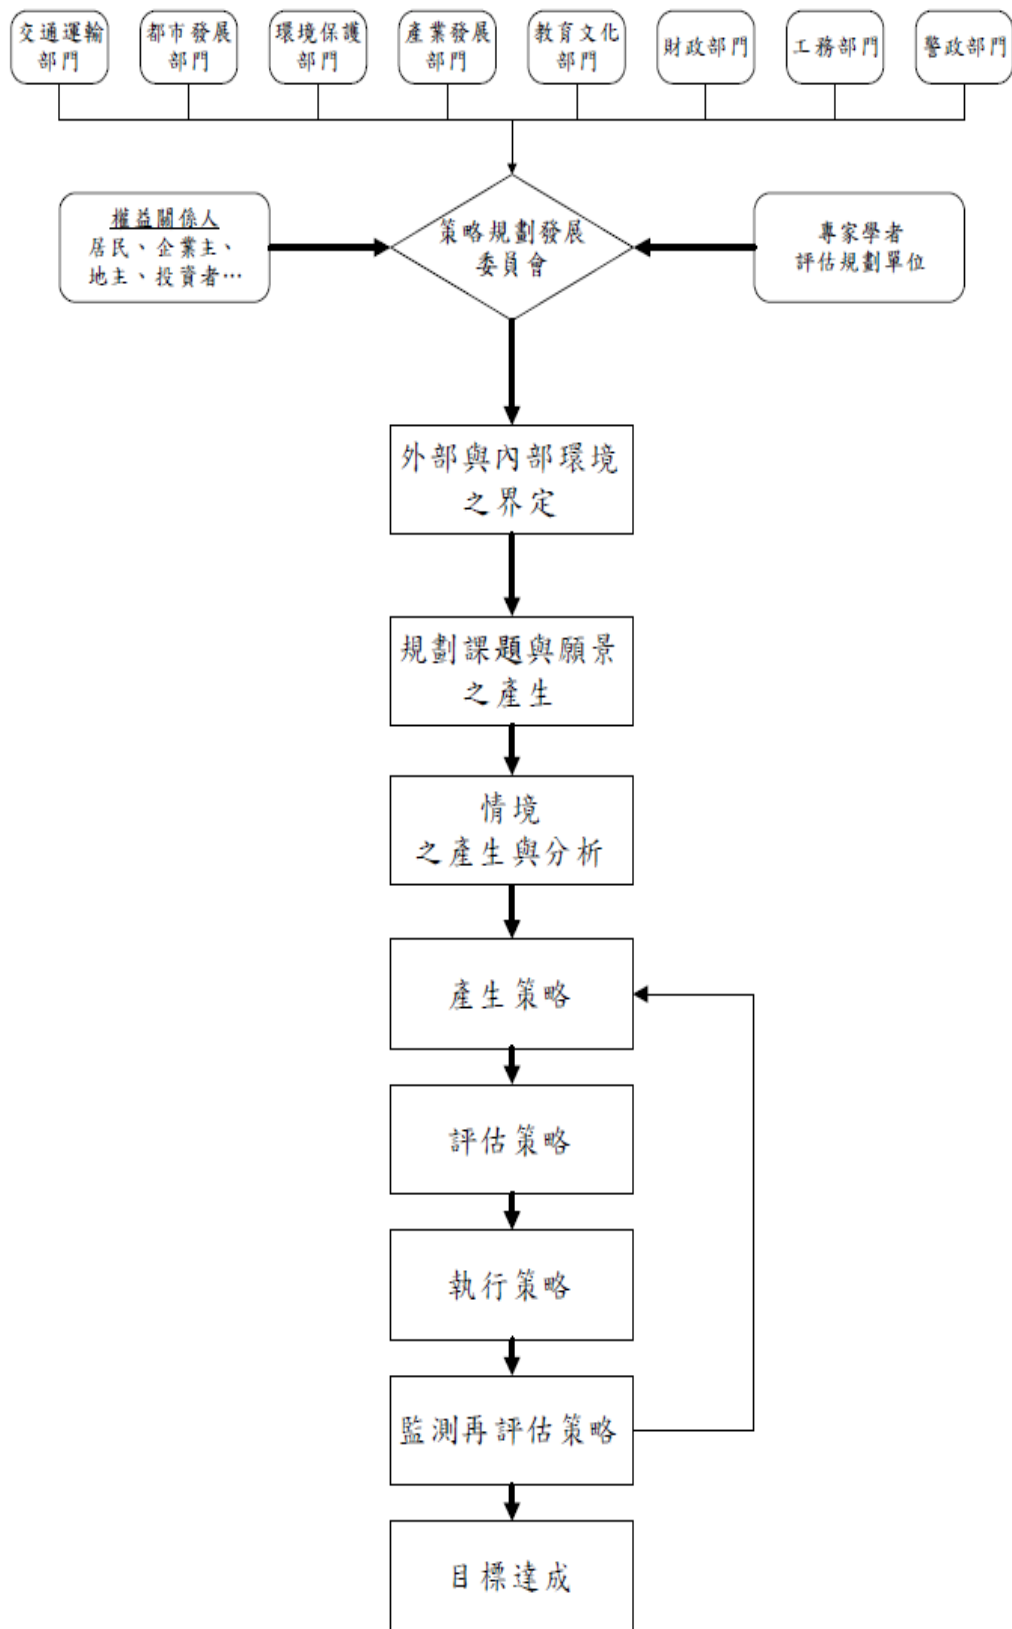 交通運輸
部門
都市發展
部門
環境保護
部門
產業發展
部門
教育文化
部門
財政部門
工務部門
警政部門
權益關係人
居民、企業主、
地主、投資者…
策略規劃發展
委員會
專家學者
評估規劃單位
外部與內部環境
之界定
規劃課題與願景
之產生
情境
之產生與分析
產生策略
評估策略
執行策略
監測再評估策略
目標達成